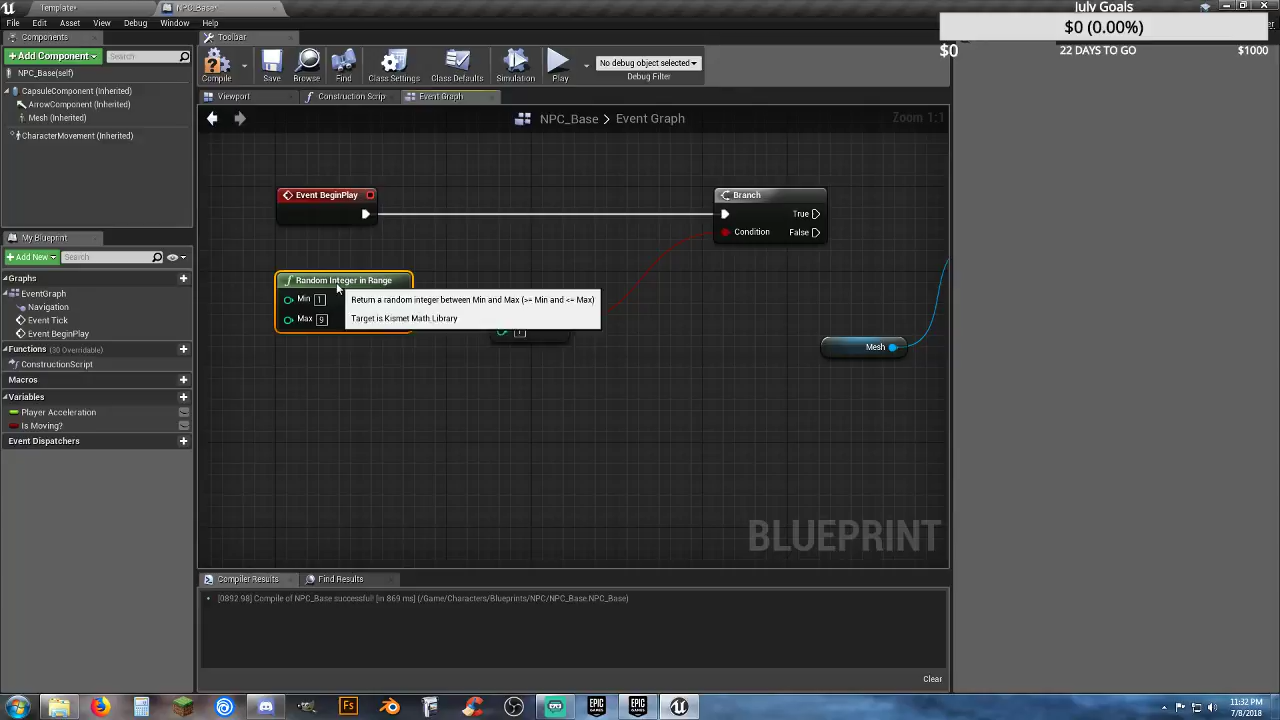 Template*
NPC_Base*
July Goals
File Edit Asset View Debug Window
$0 (0.00%)
$0 22 DAYS TO GO $1000
Components
Toolbar
Add Component
Search
NPC_Base(self)
Compile
Save
Browse
Find
Class Settings
Class Defaults
Simulation
Play
No debug object selected
Debug Filter
CapsuleComponent (Inherited)
ArrowComponent (Inherited)
Mesh (Inherited)
CharacterMovement (Inherited)
Viewport
Construction Scrip
Event Graph
NPC_Base > Event Graph
Zoom 1:1
Event BeginPlay
Branch
True
Condition
False
Random Integer in Range
Min 1
Max 9
Return a random integer between Min and Max (>= Min and <= Max)
Target is Kismet Math Library
1
Mesh
BLUEPRINT
My Blueprint
Add New
Search
Graphs
EventGraph
Navigation
Event Tick
Event BeginPlay
Functions (30 Overridable)
ConstructionScript
Macros
Variables
Player Acceleration
Is Moving?
Event Dispatchers
Compiler Results
Find Results
[0892.98] Compile of NPC_Base successful! [in 869 ms] (/Game/Characters/Blueprints/NPC/NPC_Base.NPC_Base)
Clear
Fs
EPIC GAMES
EPIC GAMES
11:32 PM
7/8/2018